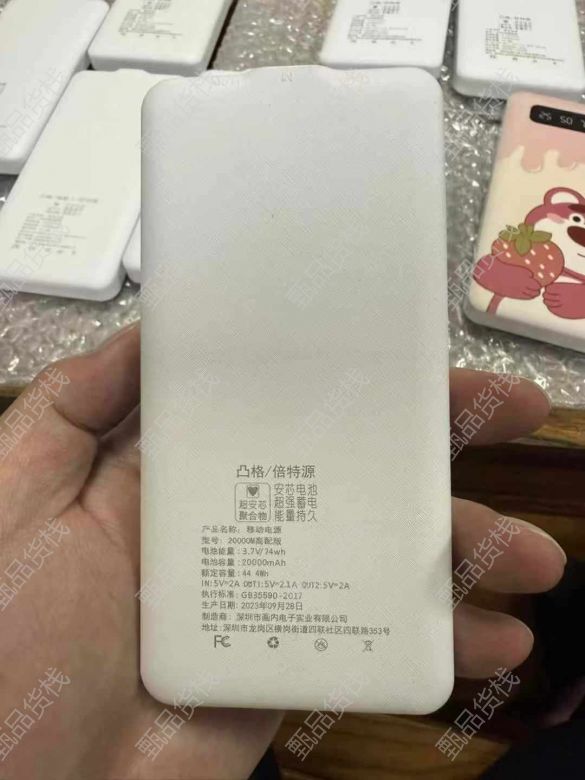 凸格/倍特源
超安芯
聚合物
安芯电池
超强蓄电
能量持久
产品名称：移动电源
型号：20000M高配版
电池能量：3.7V/74wh
电池容量：20000mAh
额定容量：44.4Wh
IN:5V=2A OUT1:5V=2.1A OUT2:5V=2A
执行标准：GB35590-2017
生产日期：2023年09月28日
制造商：深圳市画内电子实业有限公司
地址：深圳市龙岗区横岗街道四联社区四联路353号
FC
甄品货栈